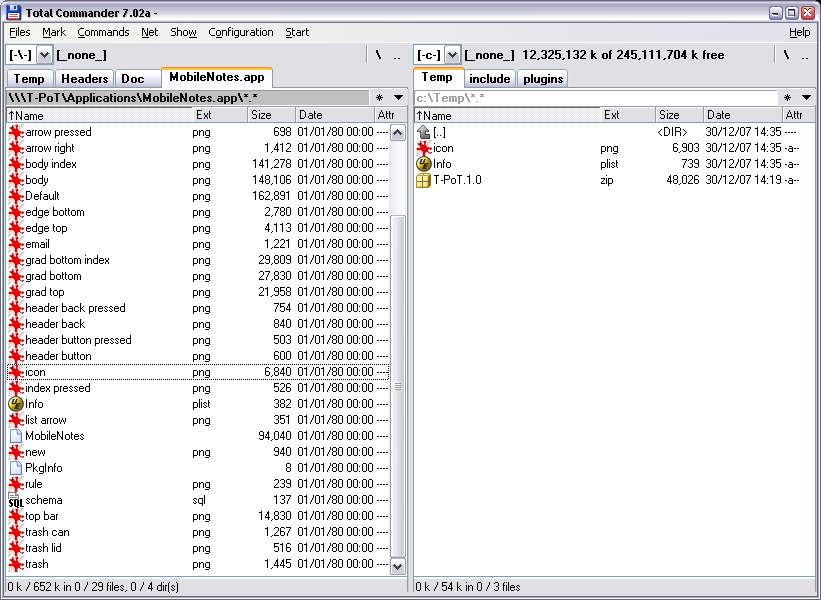 Total Commander 7.02a -
Files Mark Commands Net Show Configuration Start Help
[-\-] [_none_] \ ..
Temp Headers Doc MobileNotes.app
\\\T-PoT\Applications\MobileNotes.app\*.* * 
↑Name Ext Size Date Attr
arrow pressed png 698 01/01/80 00:00 ----
arrow right png 1,412 01/01/80 00:00 ----
body index png 141,278 01/01/80 00:00 ----
body png 148,106 01/01/80 00:00 ----
Default png 162,891 01/01/80 00:00 ----
edge bottom png 2,780 01/01/80 00:00 ----
edge top png 4,113 01/01/80 00:00 ----
email png 1,221 01/01/80 00:00 ----
grad bottom index png 29,809 01/01/80 00:00 ----
grad bottom png 27,830 01/01/80 00:00 ----
grad top png 21,958 01/01/80 00:00 ----
header back pressed png 754 01/01/80 00:00 ----
header back png 840 01/01/80 00:00 ----
header button pressed png 503 01/01/80 00:00 ----
header button png 600 01/01/80 00:00 ----
icon png 6,840 01/01/80 00:00 ----
index pressed png 526 01/01/80 00:00 ----
Info plist 382 01/01/80 00:00 ----
list arrow png 351 01/01/80 00:00 ----
MobileNotes 94,040 01/01/80 00:00 ----
new png 940 01/01/80 00:00 ----
PkgInfo 8 01/01/80 00:00 ----
rule png 239 01/01/80 00:00 ----
SQL schema sql 137 01/01/80 00:00 ----
top bar png 14,830 01/01/80 00:00 ----
trash can png 1,267 01/01/80 00:00 ----
trash lid png 516 01/01/80 00:00 ----
trash png 1,445 01/01/80 00:00 ----
0 k / 652 k in 0 / 29 files, 0 / 4 dir(s)
[-c-] [_none_] 12,325,132 k of 245,111,704 k free \ ..
Temp include plugins
c:\Temp\*.* *
↑Name Ext Size Date Attr
[..] <DIR> 30/12/07 14:35 ----
icon png 6,903 30/12/07 14:35 -a--
Info plist 739 30/12/07 14:35 -a--
T-PoT.1.0 zip 48,026 30/12/07 14:19 -a--
0 k / 54 k in 0 / 3 files